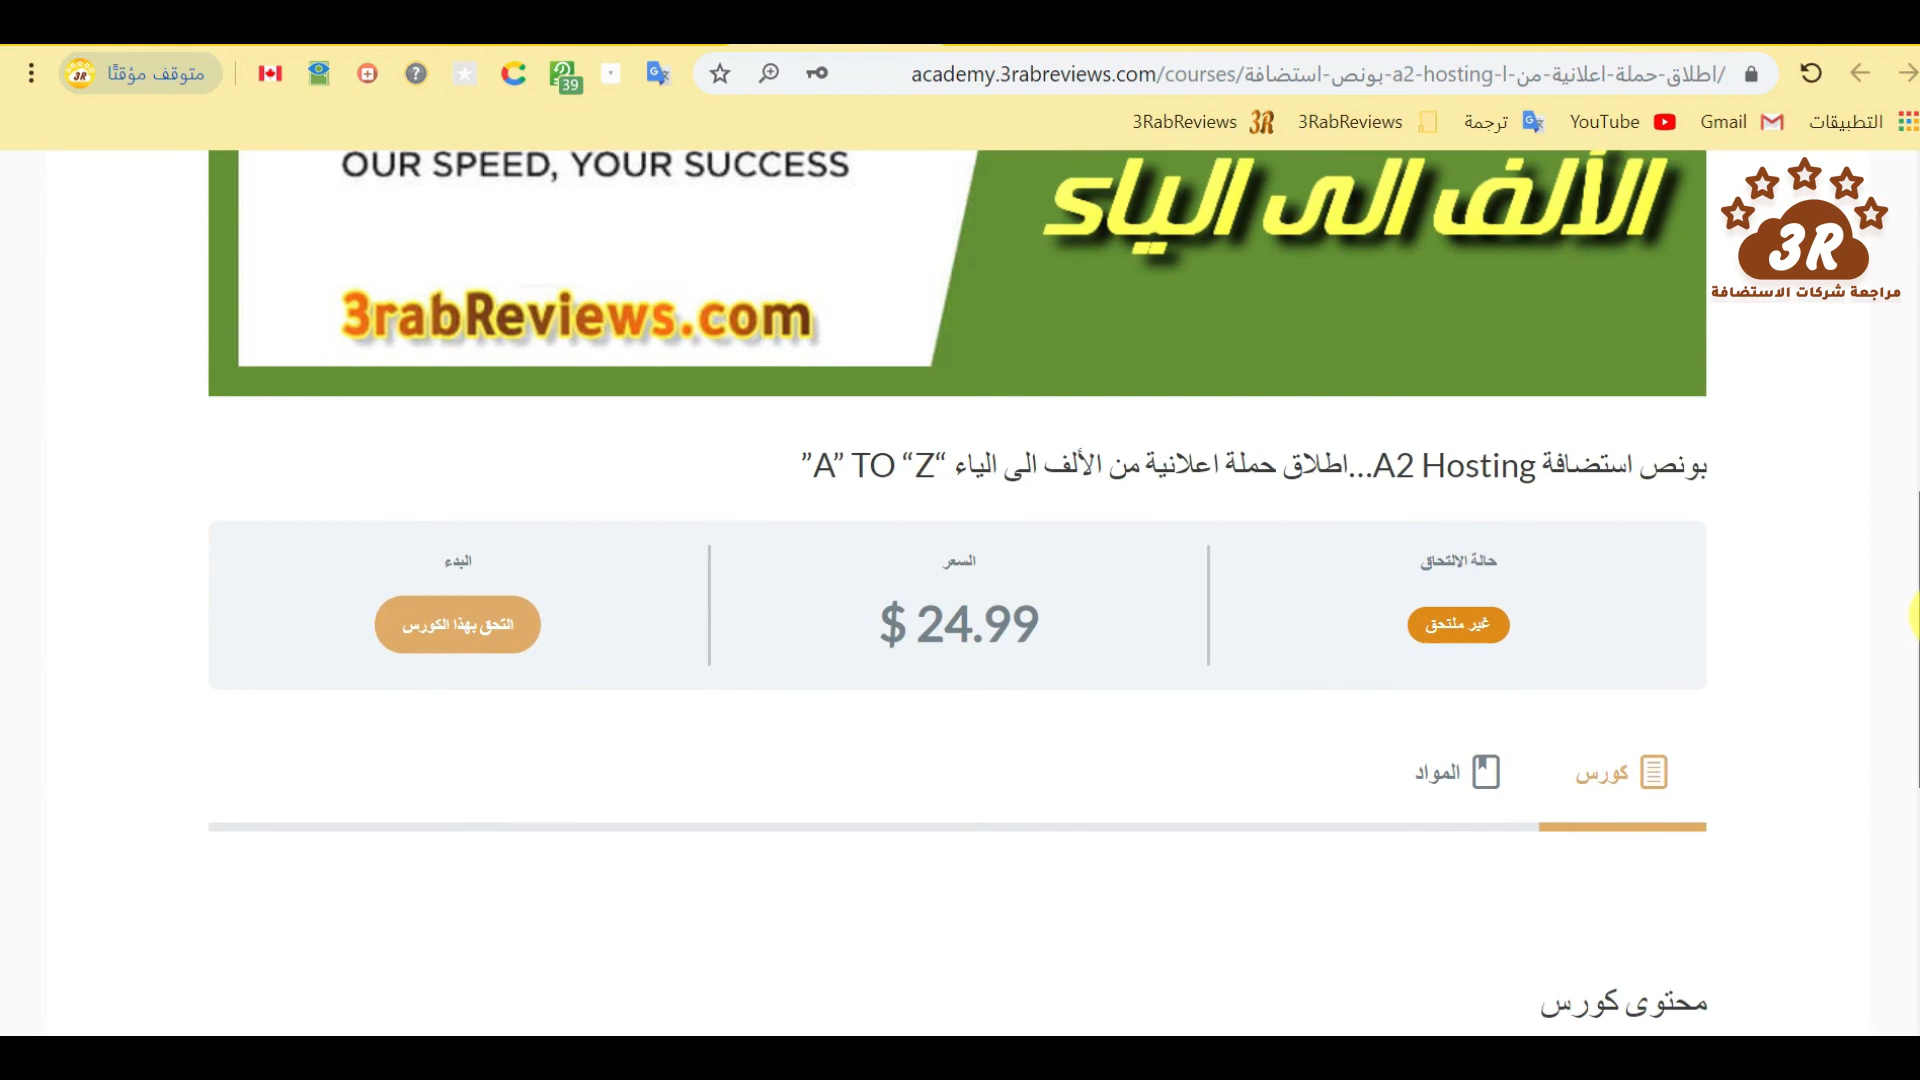 متوقف مؤقتًا
39
academy.3rabreviews.com/courses/بونص-استضافة-a2-hosting-اطلاق-حملة-اعلانية-من-ا/
التطبيقات
Gmail
YouTube
ترجمة
3RabReviews
3RabReviews
OUR SPEED, YOUR SUCCESS
الألف الى الياء
3rabReviews.com
3R
مراجعة شركات الاستضافة
بونص استضافة A2 Hosting...اطلاق حملة اعلانية من الألف الى الياء “A” TO “Z”
حالة الالتحاق
السعر
البدء
غير ملتحق
$ 24.99
التحق بهذا الكورس
كورس
المواد
محتوى كورس